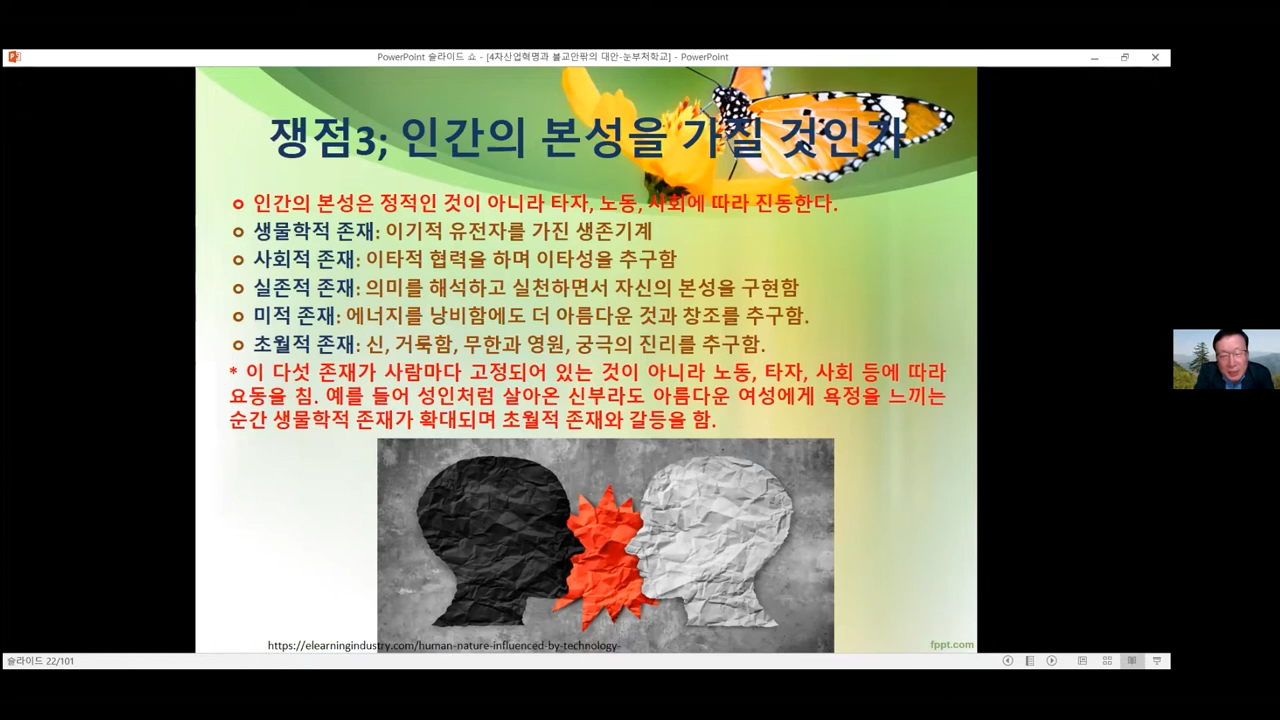 PowerPoint 슬라이드 쇼 - [4차산업혁명과 불교안팎의 대안-눈부처학교] - PowerPoint
쟁점3; 인간의 본성을 가질 것인가
인간의 본성은 정적인 것이 아니라 타자, 노동, 사회에 따라 진동한다.
생물학적 존재: 이기적 유전자를 가진 생존기계
사회적 존재: 이타적 협력을 하며 이타성을 추구함
실존적 존재: 의미를 해석하고 실천하면서 자신의 본성을 구현함
미적 존재: 에너지를 낭비함에도 더 아름다운 것과 창조를 추구함.
초월적 존재: 신, 거룩함, 무한과 영원, 궁극의 진리를 추구함.
* 이 다섯 존재가 사람마다 고정되어 있는 것이 아니라 노동, 타자, 사회 등에 따라
요동을 침. 예를 들어 성인처럼 살아온 신부라도 아름다운 여성에게 욕정을 느끼는
순간 생물학적 존재가 확대되며 초월적 존재와 갈등을 함.
https://elearningindustry.com/human-nature-influenced-by-technology-
fppt.com
슬라이드 22/101